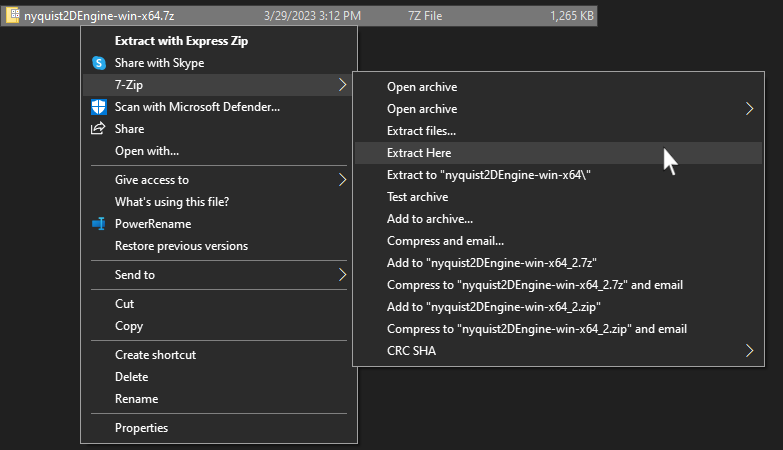 nyquist2DEngine-win-x64.7z 3/29/2023 3:12 PM 7Z File 1,265 KB
Extract with Express Zip
Share with Skype
7-Zip
Scan with Microsoft Defender...
Share
Open with...
Give access to
What's using this file?
PowerRename
Restore previous versions
Send to
Cut
Copy
Create shortcut
Delete
Rename
Properties
Open archive
Open archive
Extract files...
Extract Here
Extract to "nyquist2DEngine-win-x64\"
Test archive
Add to archive...
Compress and email...
Add to "nyquist2DEngine-win-x64_2.7z"
Compress to "nyquist2DEngine-win-x64_2.7z" and email
Add to "nyquist2DEngine-win-x64_2.zip"
Compress to "nyquist2DEngine-win-x64_2.zip" and email
CRC SHA